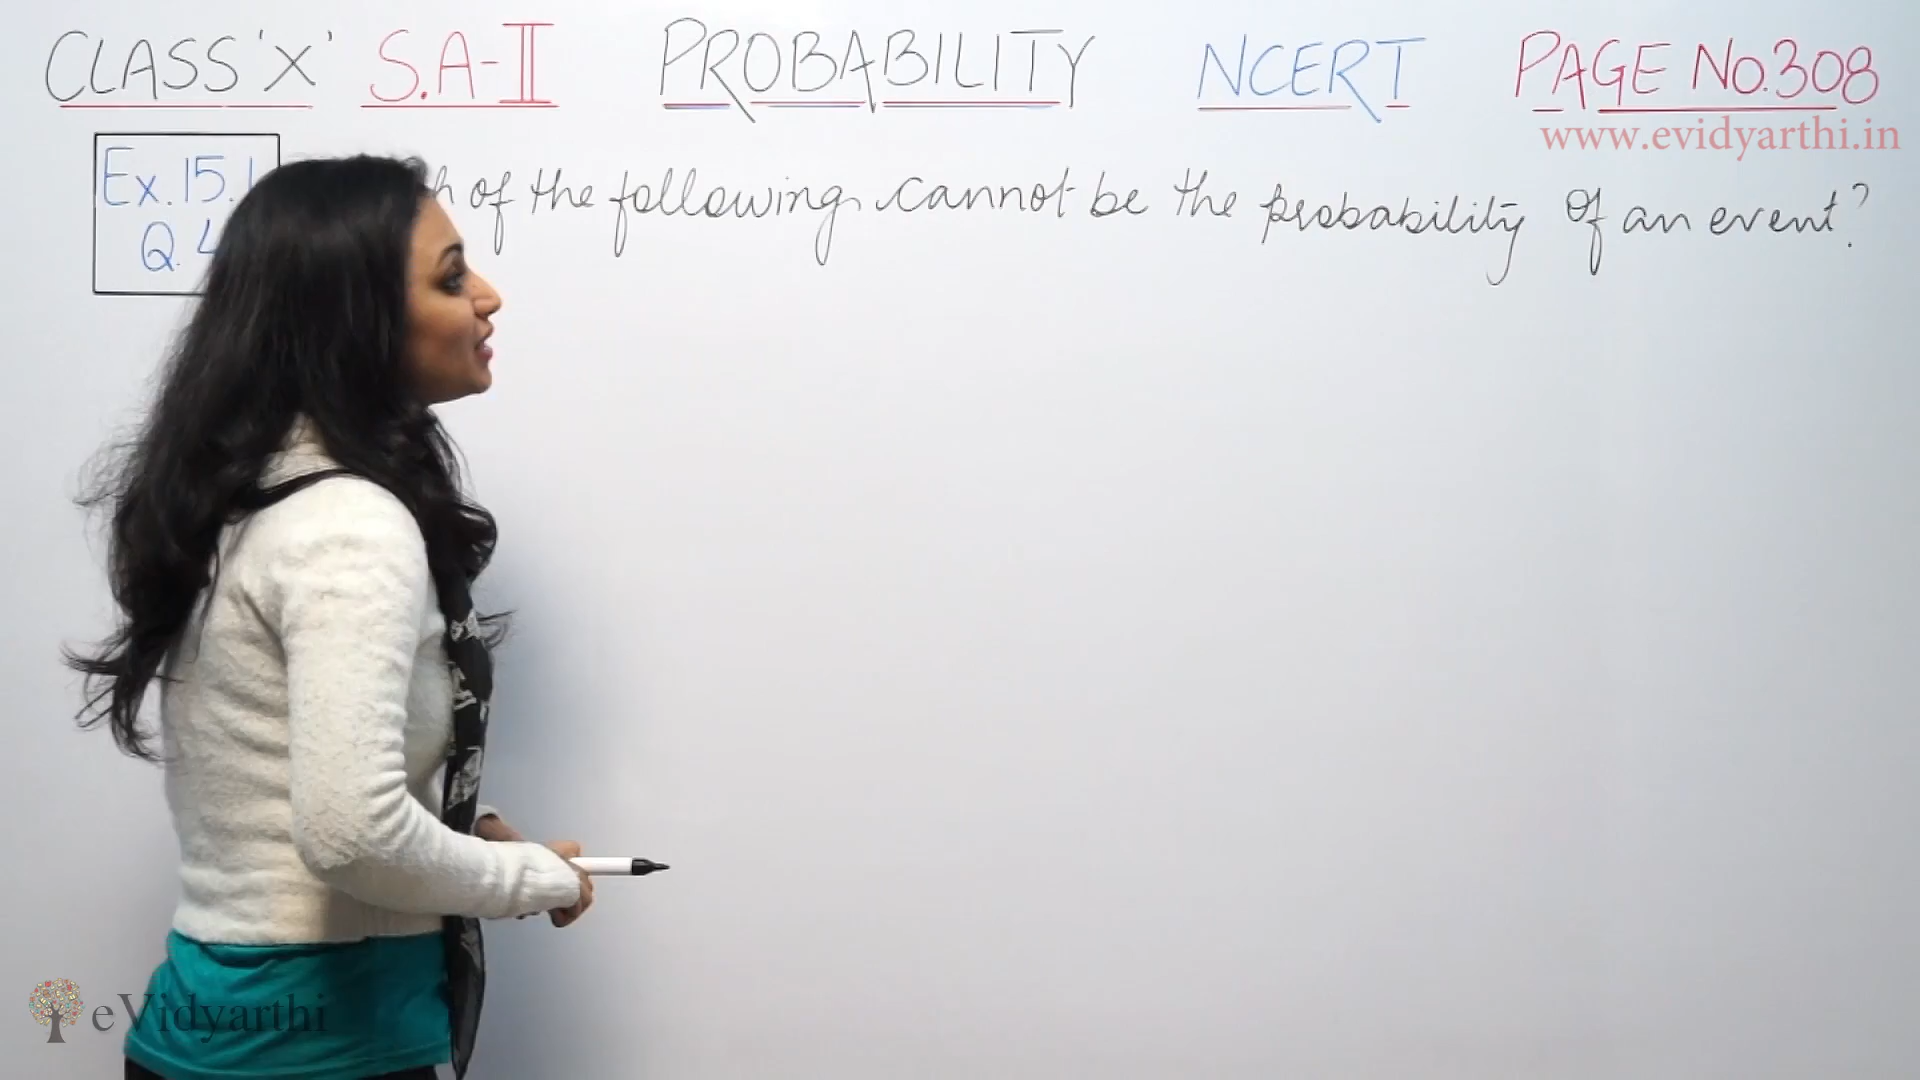 CLASS 'X' S.A-II PROBABILITY NCERT PAGE No.308
www.evidyarthi.in
Ex.15.1
Q.4
of the following cannot be the probability of an event?
eVidyarthi